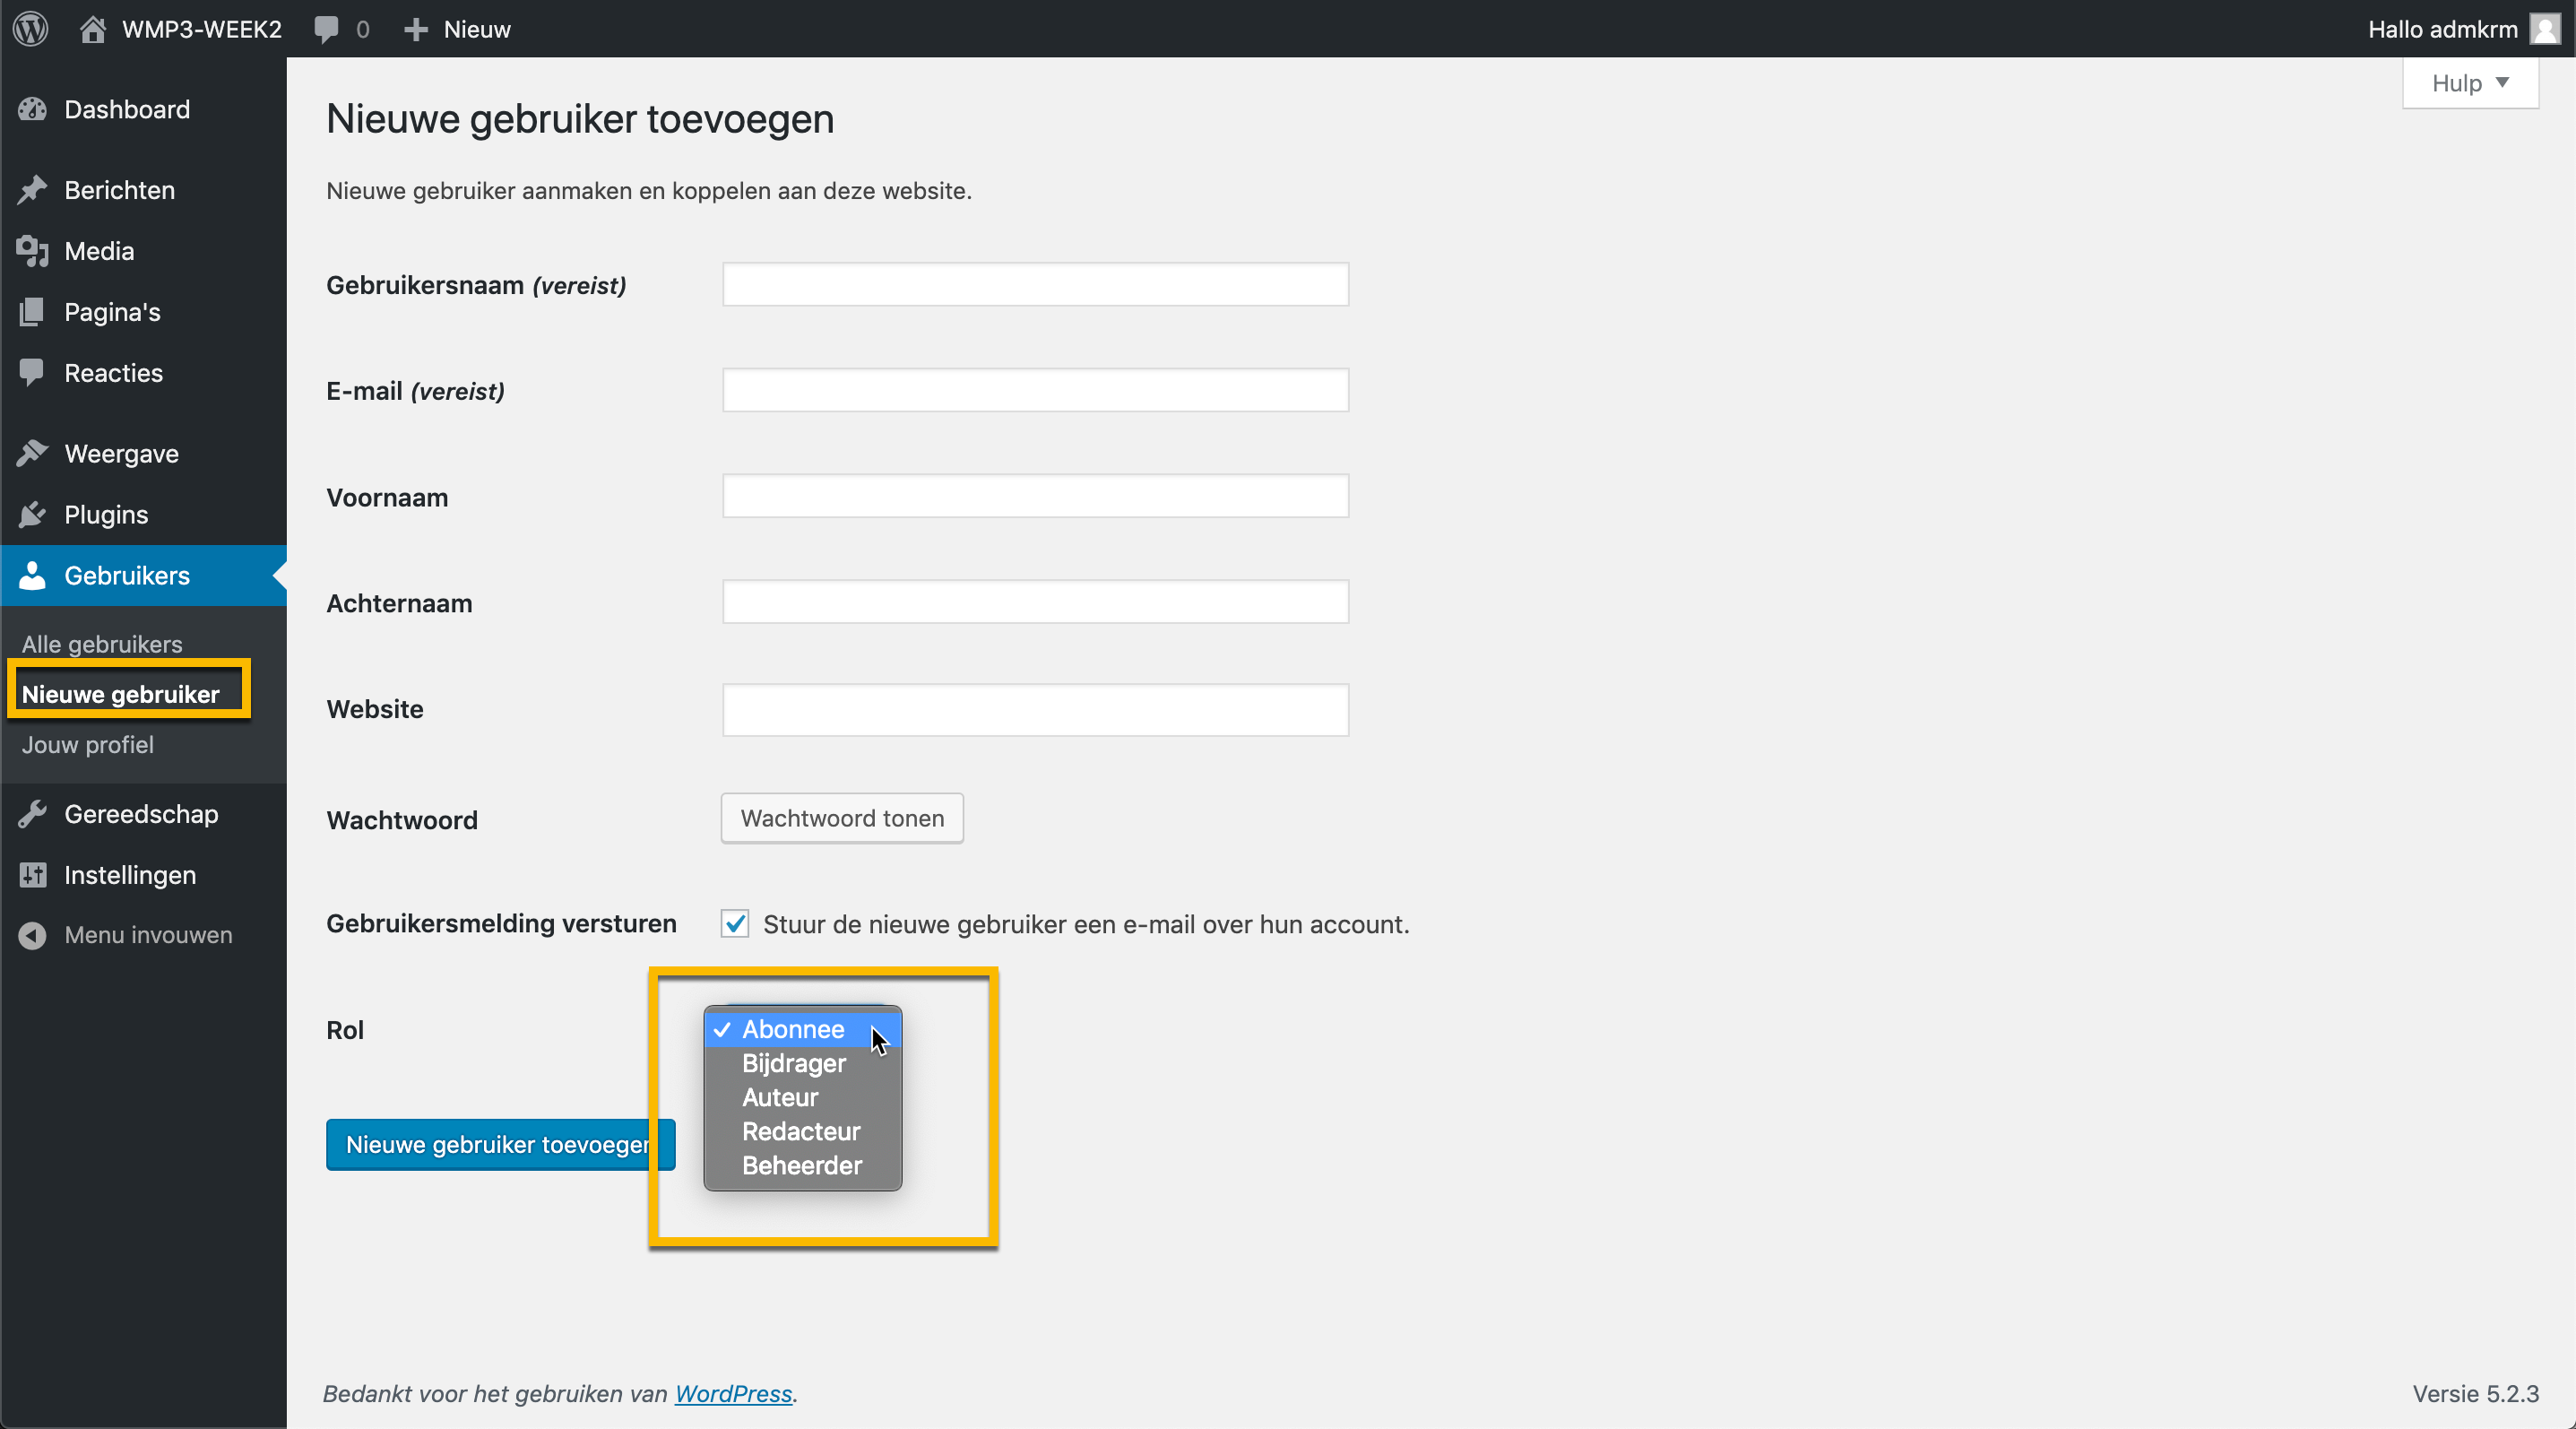 WMP3-WEEK2 0 Nieuw
Hallo admkrm
Hulp
Dashboard
Berichten
Media
Pagina's
Reacties
Weergave
Plugins
Gebruikers
Alle gebruikers
Nieuwe gebruiker
Jouw profiel
Gereedschap
Instellingen
Menu invouwen
Nieuwe gebruiker toevoegen
Nieuwe gebruiker aanmaken en koppelen aan deze website.
Gebruikersnaam (vereist)
E-mail (vereist)
Voornaam
Achternaam
Website
Wachtwoord
Wachtwoord tonen
Gebruikersmelding versturen
Stuur de nieuwe gebruiker een e-mail over hun account.
Rol
Abonnee
Bijdrager
Auteur
Redacteur
Beheerder
Nieuwe gebruiker toevoegen
Bedankt voor het gebruiken van WordPress.
Versie 5.2.3